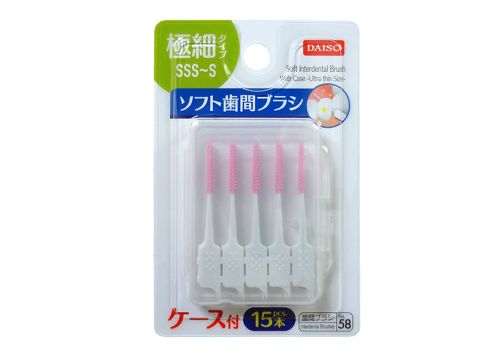 極細タイプ
SSS~S
DAISO
Soft Interdental Brush
With Case -Ultra thin Size-
ソフト歯間ブラシ
ケース付
15本
pcs.
歯間ブラシ
Interdental Brushes
No.
58